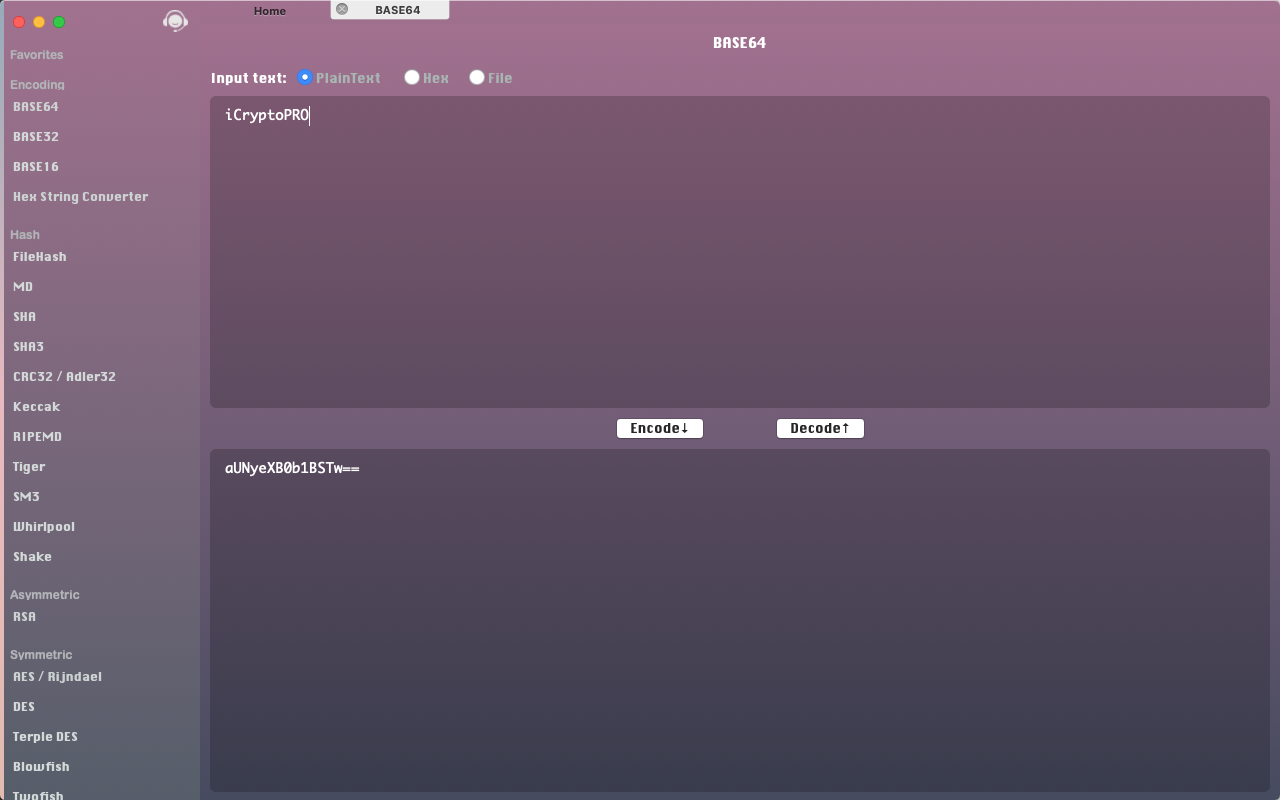 Home
BASE64
BASE64
Favorites
Encoding
BASE64
BASE32
BASE16
Hex String Converter
Hash
FileHash
MD
SHA
SHA3
CRC32 / Adler32
Keccak
RIPEMD
Tiger
SM3
Whirlpool
Shake
Asymmetric
RSA
Symmetric
AES / Rijndael
DES
Terple DES
Blowfish
Twofish
Input text: PlainText Hex File
iCryptoPRO
Encode↓ Decode↑
aUNyeXB0b1BSTw==